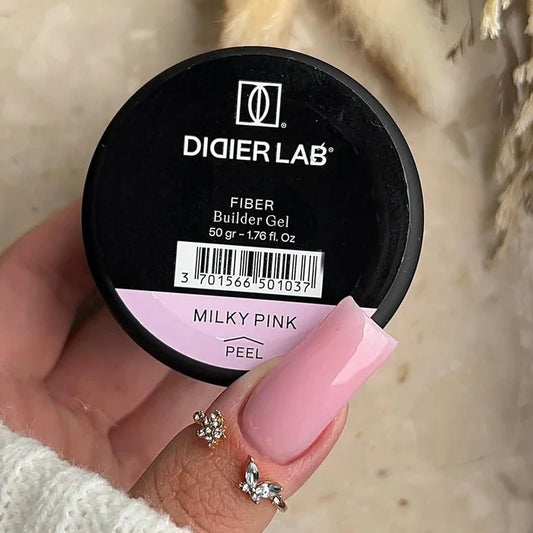 DIDIER LAB®
FIBER
Builder Gel
50 gr – 1.76 fl. Oz
3 701566 501037
MILKY PINK
PEEL